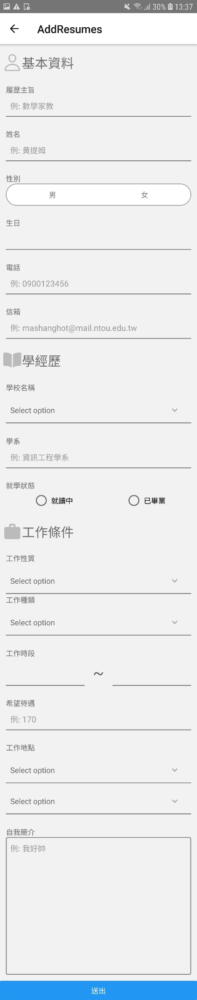 30% 13:37
AddResumes
基本資料
履歷主旨
例: 數學家教
姓名
例: 黃提姆
性別
男 女
生日
電話
例: 0900123456
信箱
例: mashanghot@mail.ntou.edu.tw
學經歷
學校名稱
Select option
學系
例: 資訊工程學系
就學狀態
就讀中 已畢業
工作條件
工作性質
Select option
工作種類
Select option
工作時段
~
希望待遇
例: 170
工作地點
Select option
Select option
自我簡介
例: 我好帥
送出